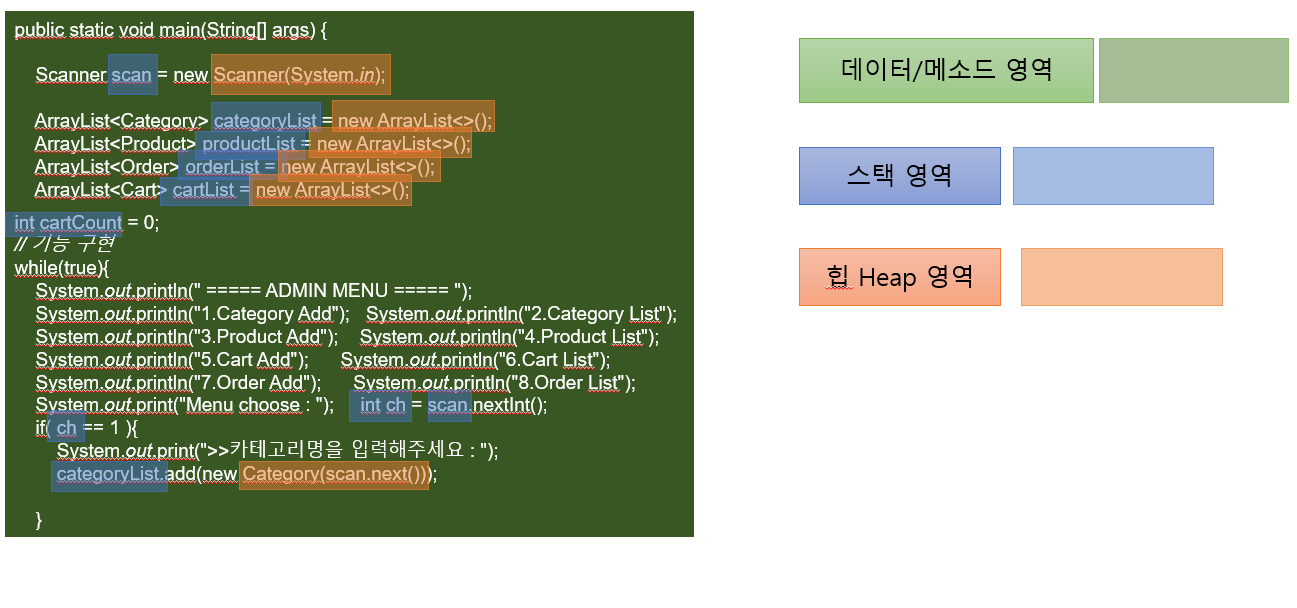 public static void main(String[] args) {
Scanner scan = new Scanner(System.in);
ArrayList<Category> categoryList = new ArrayList<>();
ArrayList<Product> productList = new ArrayList<>();
ArrayList<Order> orderList = new ArrayList<>();
ArrayList<Cart> cartList = new ArrayList<>();
int cartCount = 0;
// 기능 구현
while(true){
System.out.println(" ===== ADMIN MENU ===== ");
System.out.println("1.Category Add"); System.out.println("2.Category List");
System.out.println("3.Product Add"); System.out.println("4.Product List");
System.out.println("5.Cart Add"); System.out.println("6.Cart List");
System.out.println("7.Order Add"); System.out.println("8.Order List");
System.out.print("Menu choose : "); int ch = scan.nextInt();
if( ch == 1 ){
System.out.print(">>카테고리명을 입력해주세요 : ");
categoryList.add(new Category(scan.next()));
}
데이터/메소드 영역
스택 영역
힙 Heap 영역